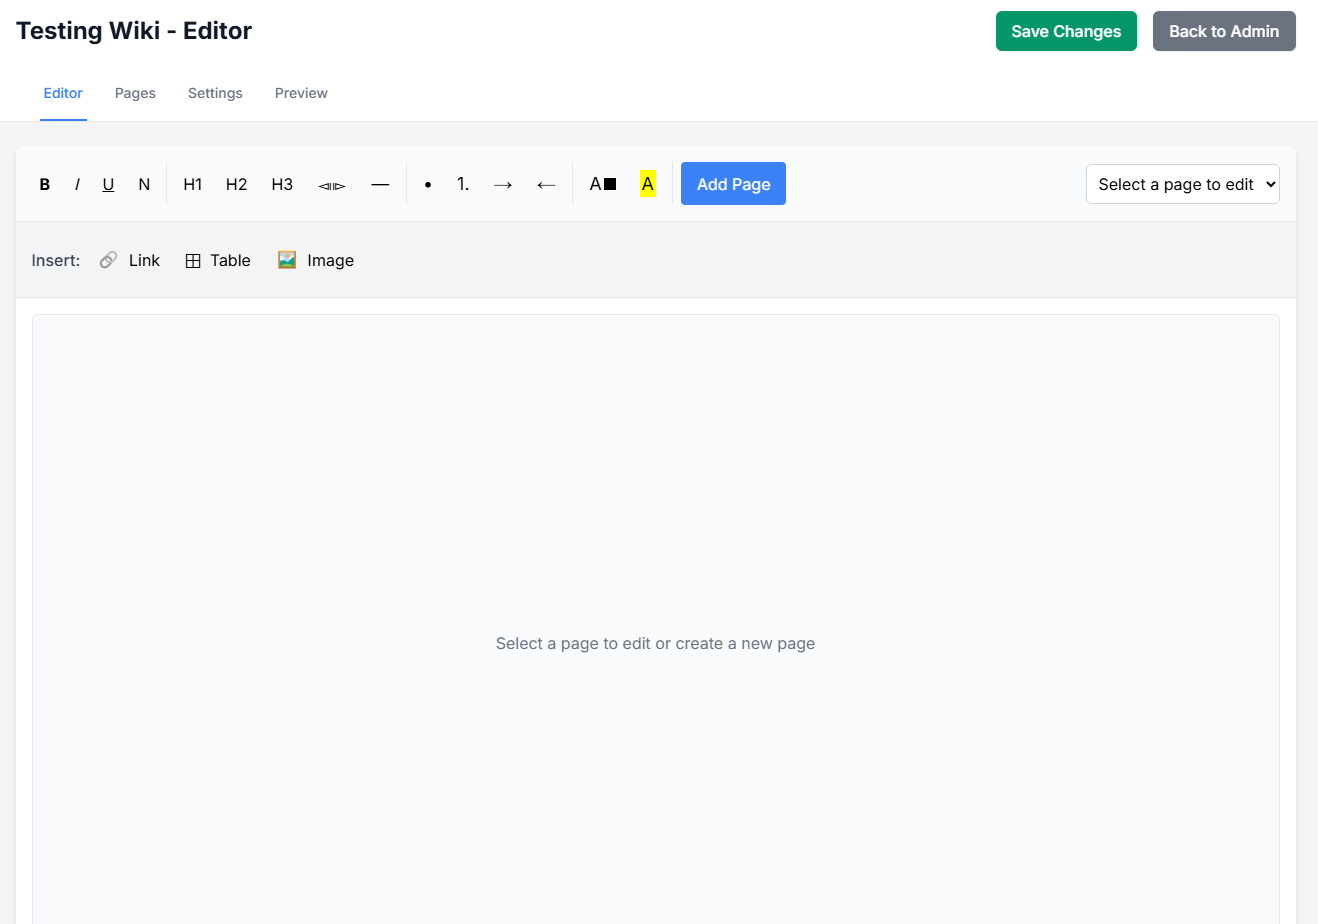 Testing Wiki - Editor
Save Changes
Back to Admin
Editor
Pages
Settings
Preview
B I U N H1 H2 H3 — • 1. → ← A■ A Add Page Select a page to edit
Insert: Link Table Image
Select a page to edit or create a new page